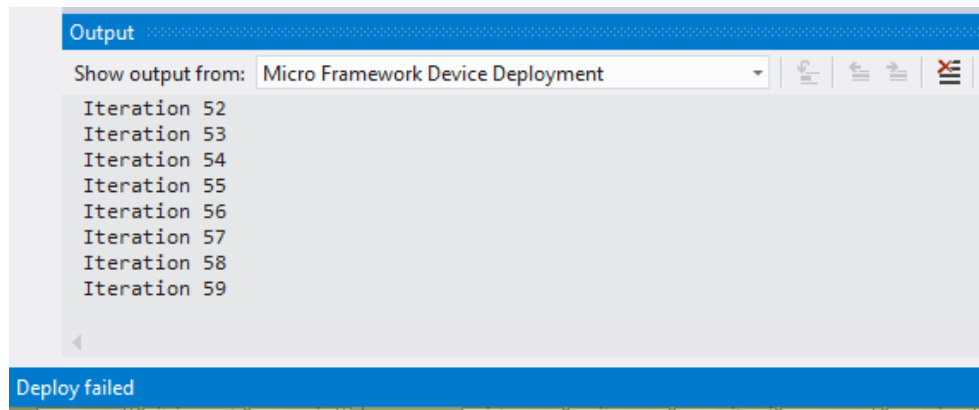 Output
Show output from: Micro Framework Device Deployment
Iteration 52
Iteration 53
Iteration 54
Iteration 55
Iteration 56
Iteration 57
Iteration 58
Iteration 59
Deploy failed